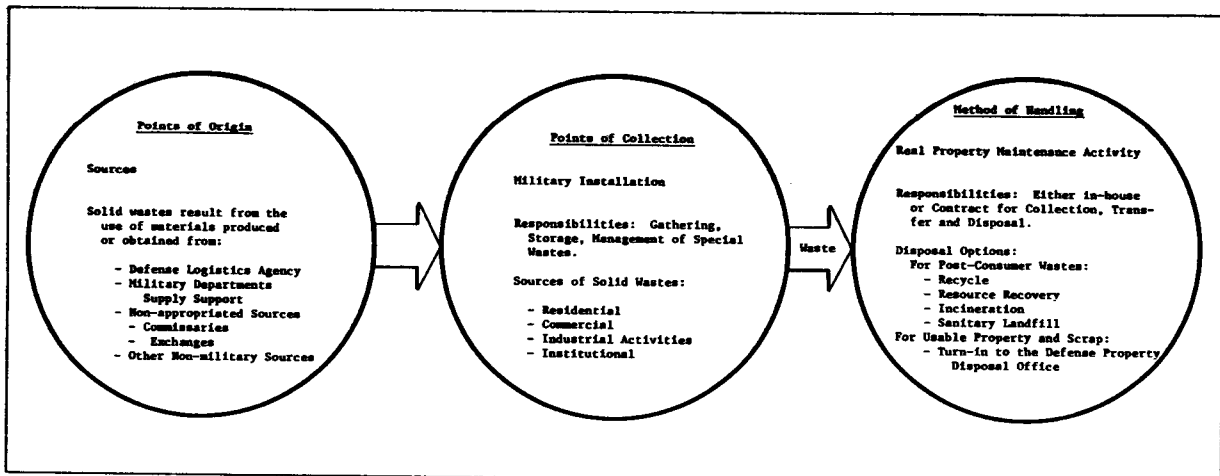 Points of Origin
Sources
Solid wastes result from the
use of materials produced
or obtained from:
- Defense Logistics Agency
- Military Departments
Supply Support
- Non-appropriated Sources
- Commissaries
- Exchanges
- Other Non-military Sources
Points of Collection
Military Installation
Responsibilities: Gathering,
Storage, Management of Special
Wastes.
Sources of Solid Wastes:
- Residential
- Commercial
- Industrial Activities
- Institutional
Waste
Method of Handling
Real Property Maintenance Activity
Responsibilities: Either in-house
or Contract for Collection, Trans-
fer and Disposal.
Disposal Options:
For Post-Consumer Wastes:
- Recycle
- Resource Recovery
- Incineration
- Sanitary Landfill
For Usable Property and Scrap:
- Turn-in to the Defense Property
Disposal Office